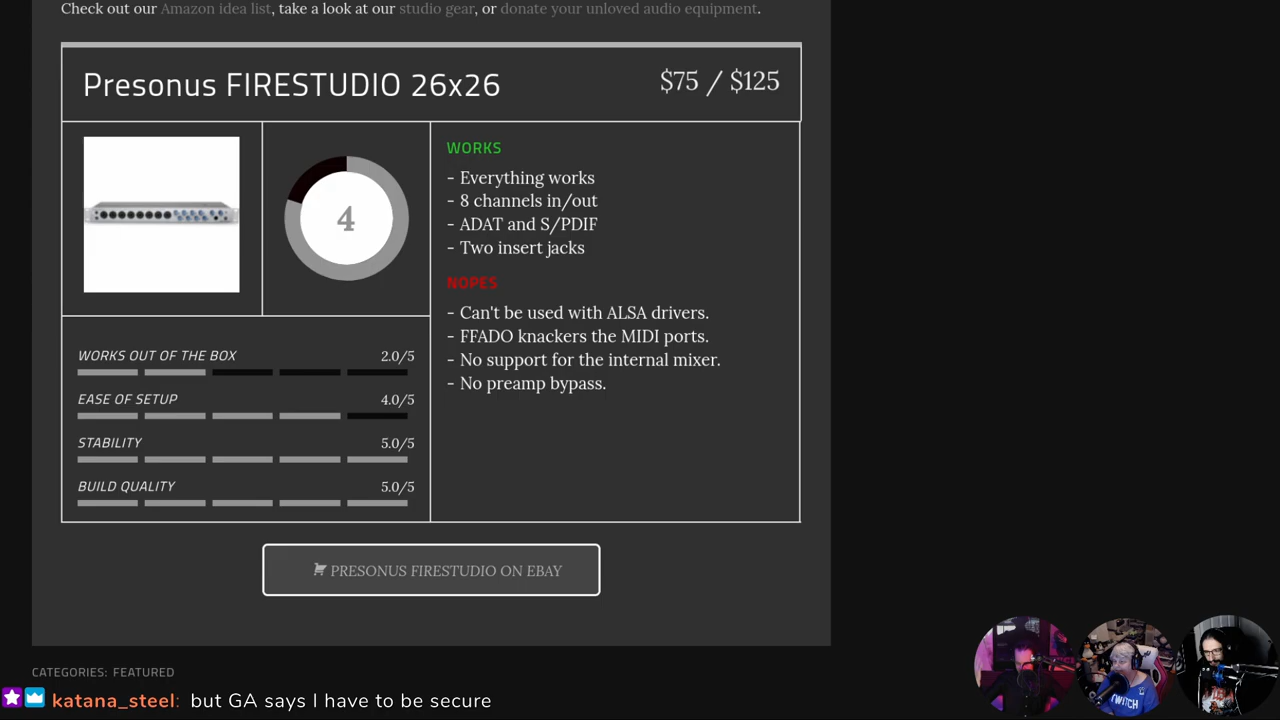 Check out our Amazon idea list, take a look at our studio gear, or donate your unloved audio equipment.
Presonus FIRESTUDIO 26x26
$75 / $125
4
WORKS
- Everything works
- 8 channels in/out
- ADAT and S/PDIF
- Two insert jacks
NOPES
- Can't be used with ALSA drivers.
- FFADO knackers the MIDI ports.
- No support for the internal mixer.
- No preamp bypass.
WORKS OUT OF THE BOX 2.0/5
EASE OF SETUP 4.0/5
STABILITY 5.0/5
BUILD QUALITY 5.0/5
PRESONUS FIRESTUDIO ON EBAY
CATEGORIES: FEATURED
katana_steel: but GA says I have to be secure
TWITCH